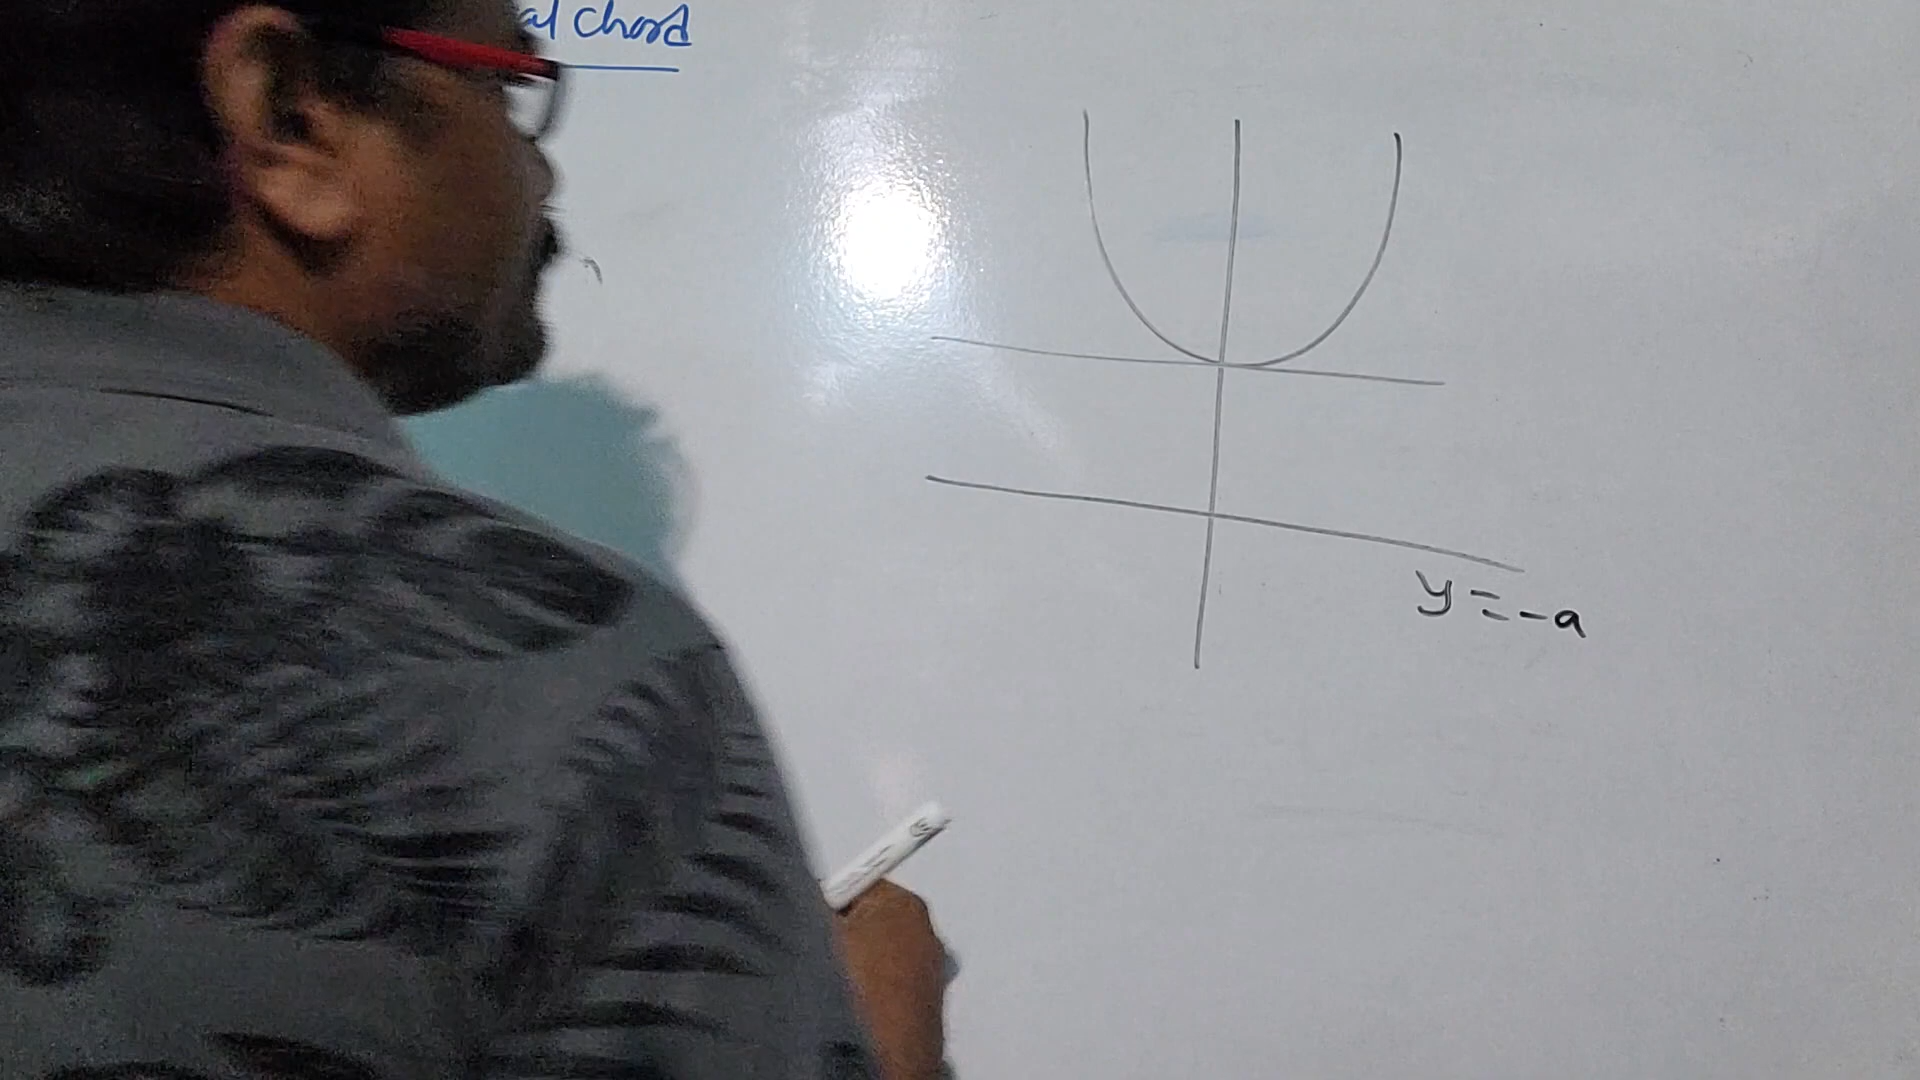 al chord
y = -a